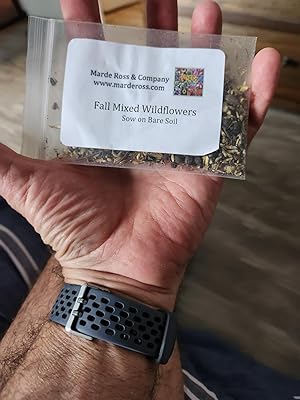 Marde Ross & Company
www.mardeross.com
Fall Mixed Wildflowers
Sow on Bare Soil